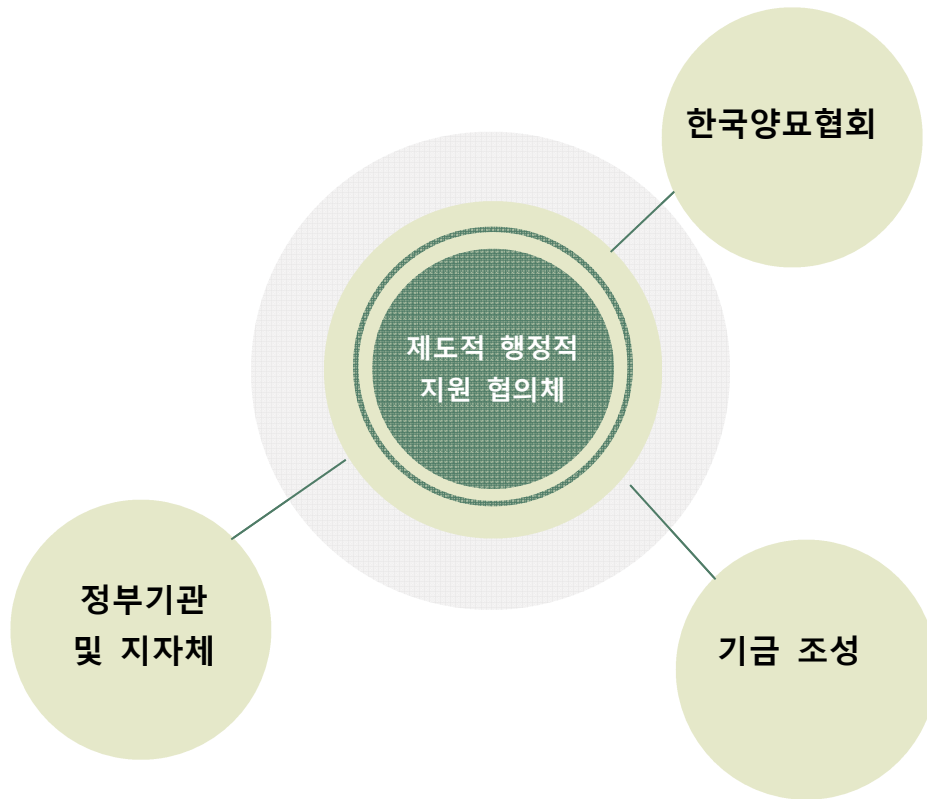 한국양묘협회
제도적 행정적
지원 협의체
정부기관
및 지자체
기금 조성